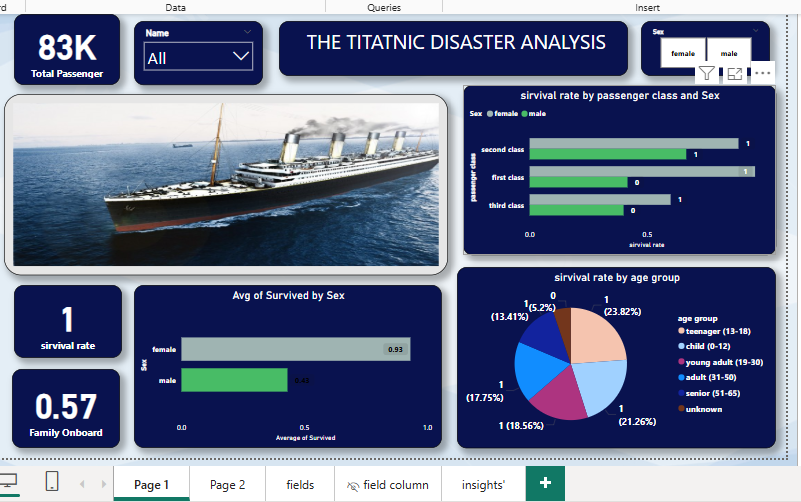 Data
Queries
Insert
83K
Total Passenger
Name
All
THE TITATNIC DISASTER ANALYSIS
Sex
female
male
sirvival rate by passenger class and Sex
Sex female male
passenger class
second class
1
1
first class
1
0
third class
1
0
0.0
0.5
sirvival rate
1
sirvival rate
0.57
Family Onboard
Avg of Survived by Sex
Sex
female
0.93
male
0.43
0.0
0.5
1.0
Average of Survived
sirvival rate by age group
0
(5.2%)
1
(23.82%)
1
(13.41%)
1
(17.75%)
1 (18.56%)
1
(21.26%)
age group
teenager (13-18)
child (0-12)
young adult (19-30)
adult (31-50)
senior (51-65)
unknown
Page 1
Page 2
fields
field column
insights'